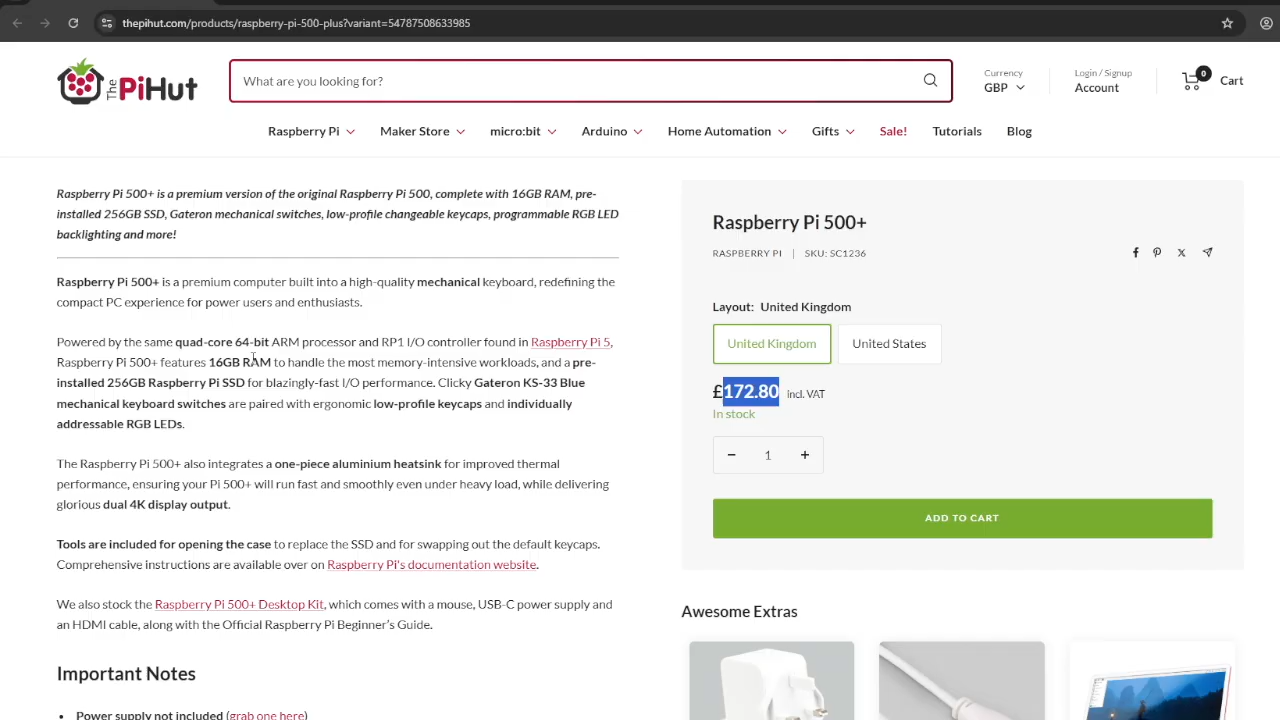 thepihut.com/products/raspberry-pi-500-plus?variant=54787508633985
The PiHut
What are you looking for?
Currency
GBP
Login / Signup
Account
0
Cart
Raspberry Pi
Maker Store
micro:bit
Arduino
Home Automation
Gifts
Sale!
Tutorials
Blog
Raspberry Pi 500+ is a premium version of the original Raspberry Pi 500, complete with 16GB RAM, pre-
installed 256GB SSD, Gateron mechanical switches, low-profile changeable keycaps, programmable RGB LED
backlighting and more!
Raspberry Pi 500+ is a premium computer built into a high-quality mechanical keyboard, redefining the
compact PC experience for power users and enthusiasts.
Powered by the same quad-core 64-bit ARM processor and RP1 I/O controller found in Raspberry Pi 5,
Raspberry Pi 500+ features 16GB RAM to handle the most memory-intensive workloads, and a pre-
installed 256GB Raspberry Pi SSD for blazingly-fast I/O performance. Clicky Gateron KS-33 Blue
mechanical keyboard switches are paired with ergonomic low-profile keycaps and individually
addressable RGB LEDs.
The Raspberry Pi 500+ also integrates a one-piece aluminium heatsink for improved thermal
performance, ensuring your Pi 500+ will run fast and smoothly even under heavy load, while delivering
glorious dual 4K display output.
Tools are included for opening the case to replace the SSD and for swapping out the default keycaps.
Comprehensive instructions are available over on Raspberry Pi's documentation website.
We also stock the Raspberry Pi 500+ Desktop Kit, which comes with a mouse, USB-C power supply and
an HDMI cable, along with the Official Raspberry Pi Beginner's Guide.
Important Notes
• Power supply not included (grab one here)
Raspberry Pi 500+
RASPBERRY PI | SKU: SC1236
Layout: United Kingdom
United Kingdom
United States
£172.80 incl. VAT
In stock
− 1 +
ADD TO CART
Awesome Extras